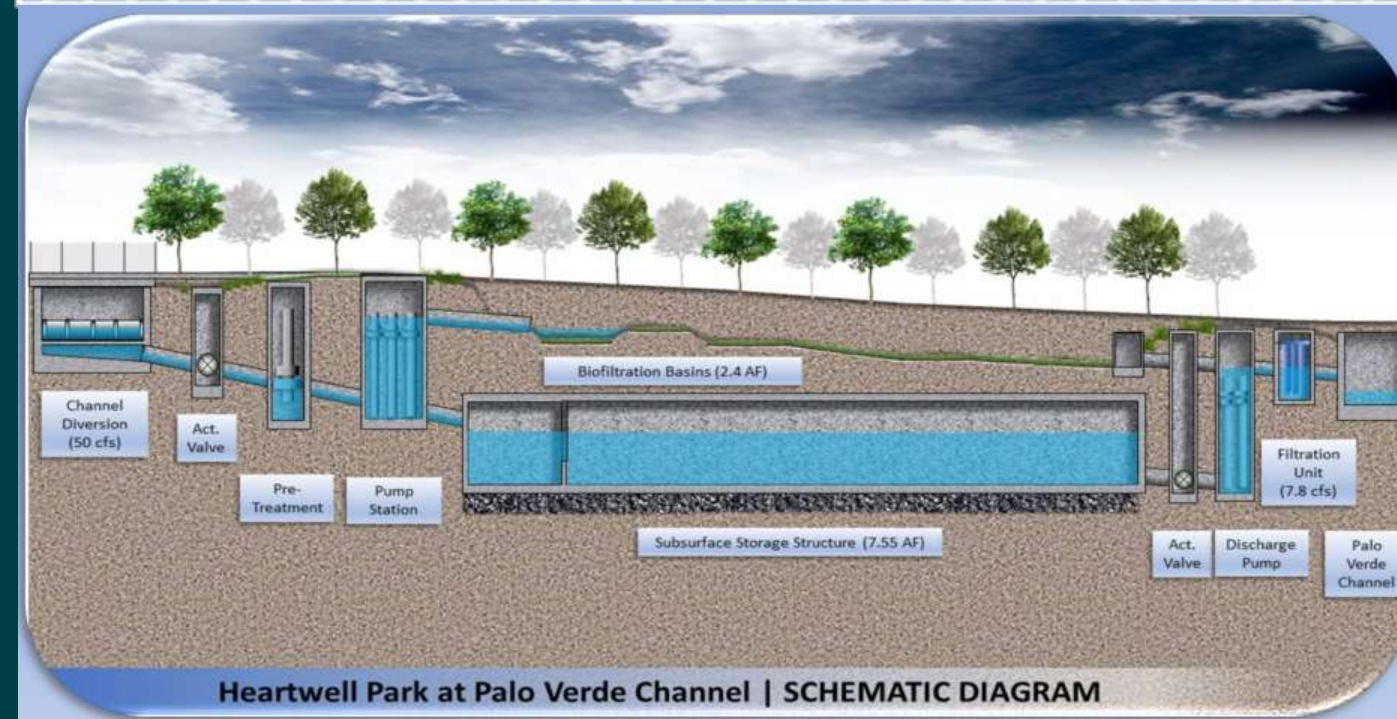 Channel
Diversion
(50 cfs)
Act.
Valve
Pre-
Treatment
Pump
Station
Biofiltration Basins (2.4 AF)
Subsurface Storage Structure (7.55 AF)
Act.
Valve
Discharge
Pump
Filtration
Unit
(7.8 cfs)
Palo
Verde
Channel
Heartwell Park at Palo Verde Channel | SCHEMATIC DIAGRAM